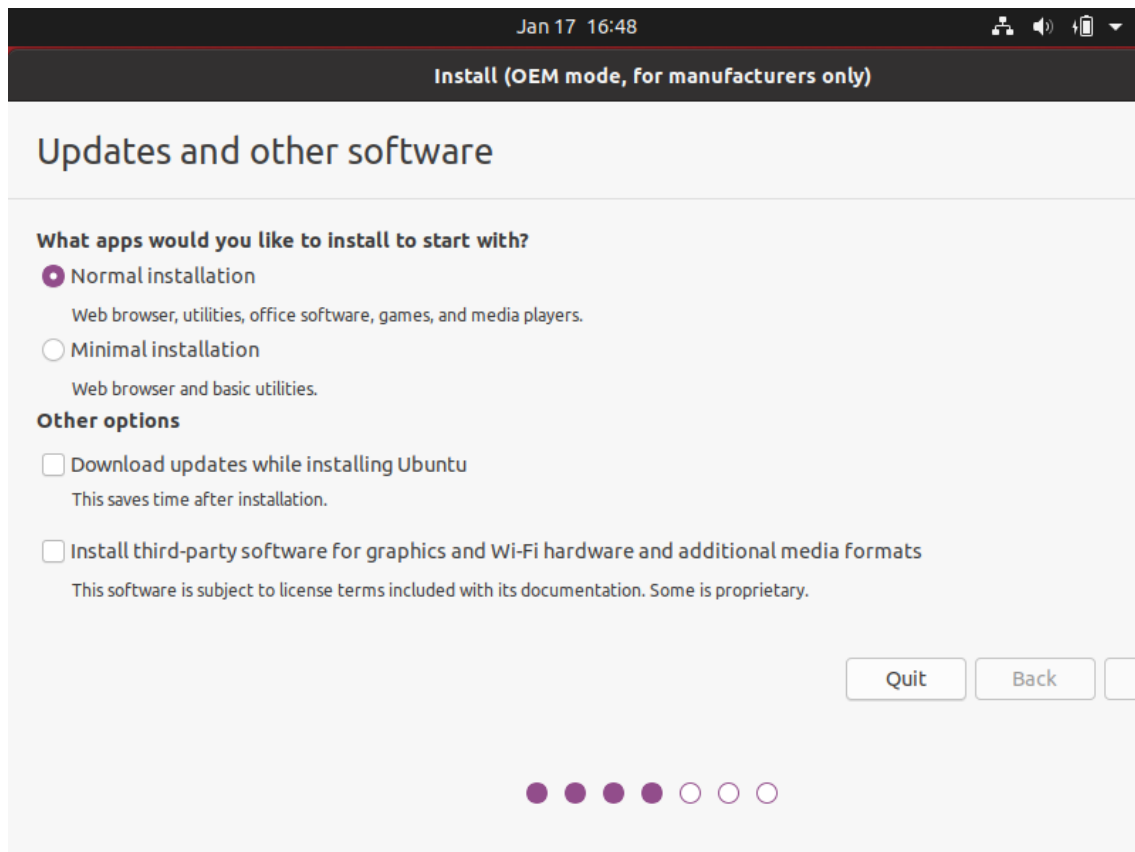 Jan 17 16:48
Install (OEM mode, for manufacturers only)
Updates and other software
What apps would you like to install to start with?
Normal installation
Web browser, utilities, office software, games, and media players.
Minimal installation
Web browser and basic utilities.
Other options
Download updates while installing Ubuntu
This saves time after installation.
Install third-party software for graphics and Wi-Fi hardware and additional media formats
This software is subject to license terms included with its documentation. Some is proprietary.
Quit Back